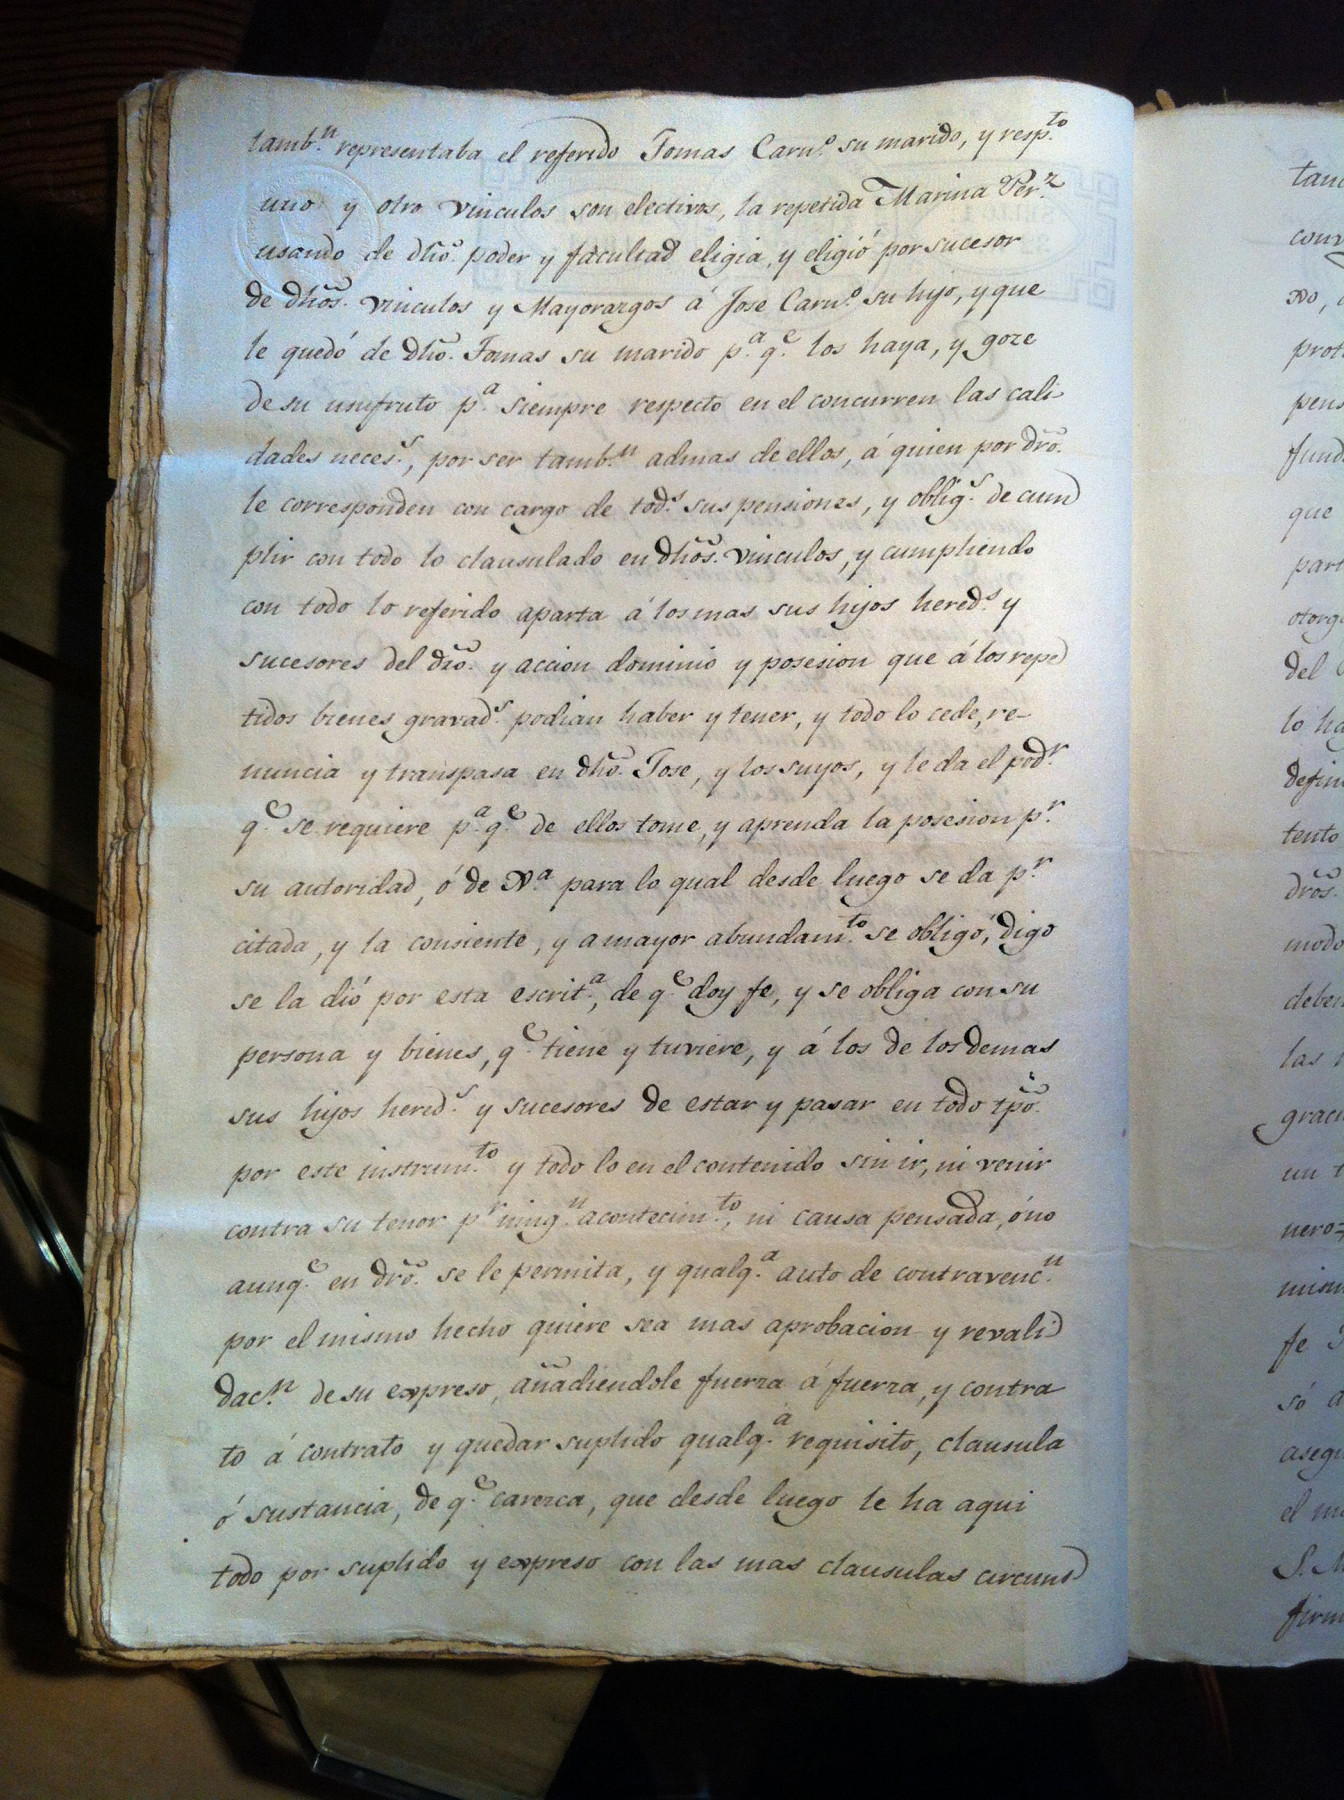 tamb.n representaba el referido Tomas Carn.o su marido, y resp.to
uno y otro vinculos son electivos, la repetida Marina Per.z
usando de dho. poder y facultad eligia, y eligió por sucesor
de dhos. vinculos y Mayorazgos á Jose Carn.o su hijo, y que
le quedó de dho. Tomas su marido p.a q.e los haya, y goze
de su usufruto p.a siempre respecto en el concurren las cali
dades neces.s, por ser tamb.n admas de ellos, á quien por dro.
le corresponden con cargo de tod.s sus pensiones, y oblig.s de cum
plir con todo lo clausulado en dhos. vinculos, y cumpliendo
con todo lo referido aparta á los mas sus hijos hered.s y
sucesores del dro. y accion dominio y posesion que á los repe
tidos bienes gravad.s podian haber y tener, y todo lo cede, re-
nuncia y transpasa en dho. Jose, y los suyos, y le da el pod.r
q.e se requiere p.a q.e de ellos tome, y aprenda la posesion p.r
su autoridad, ó de Xª para lo qual desde luego se da p.r
citada, y la consiente, y a mayor abundam.to se obligó, digo
se la dió por esta escrit.a, de q.e doy fe, y se obliga con su
persona y bienes, q.e tiene y tuviere, y á los de los demas
sus hijos hered.s y sucesores de estar y pasar en todo tpo.
por este instrum.to y todo lo en el contenido sin ir, ni venir
contra su tenor p.r ning.n acontecim.to, ni causa pensada, ó no
aunq.e en dro. se le permita, y qualq.a auto de contravenc.n
por el mismo hecho quiere sea mas aprobacion y revali
dac.n de su expreso, añadiendole fuerza á fuerza, y contra
to á contrato y quedar suplido qualq.a requisito, clausula
ó sustancia, de q.e carezca, que desde luego le ha aqui
todo por suplido y expreso con las mas clausulas circuns